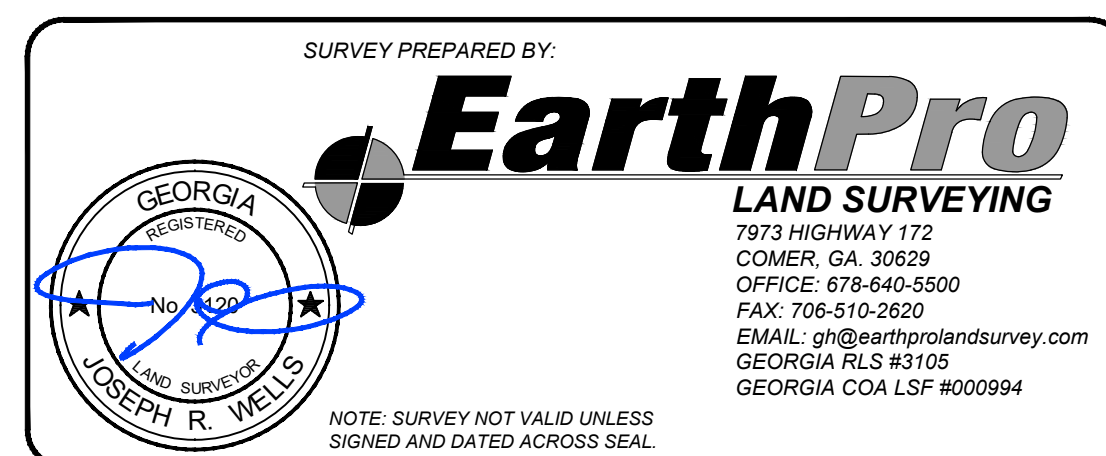 SURVEY PREPARED BY:
EarthPro
LAND SURVEYING
7973 HIGHWAY 172
COMER, GA. 30629
OFFICE: 678-640-5500
FAX: 706-510-2620
EMAIL: gh@earthprolandsurvey.com
GEORGIA RLS #3105
GEORGIA COA LSF #000994
GEORGIA
REGISTERED
No.
LAND SURVEYOR
JOSEPH R. WELLS
NOTE: SURVEY NOT VALID UNLESS
SIGNED AND DATED ACROSS SEAL.